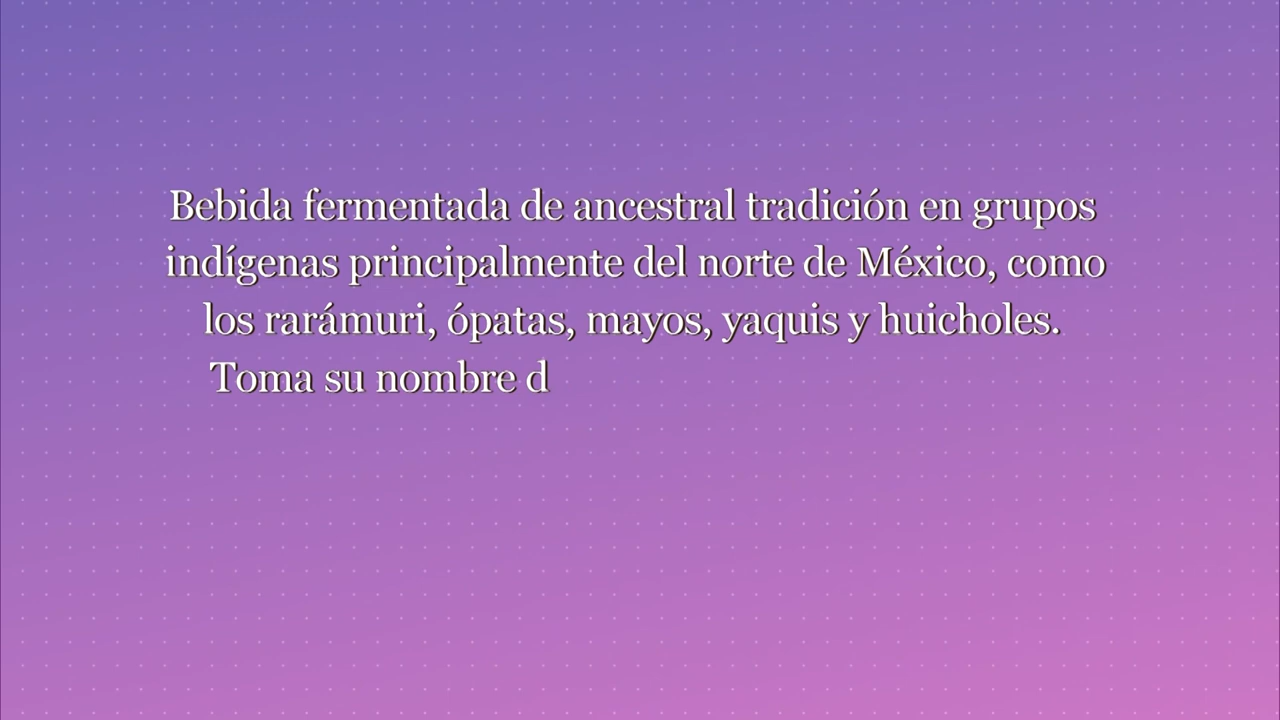 Bebida fermentada de ancestral tradición en grupos
indígenas principalmente del norte de México, como
los rarámuri, ópatas, mayos, yaquis y huicholes.
Toma su nombre d